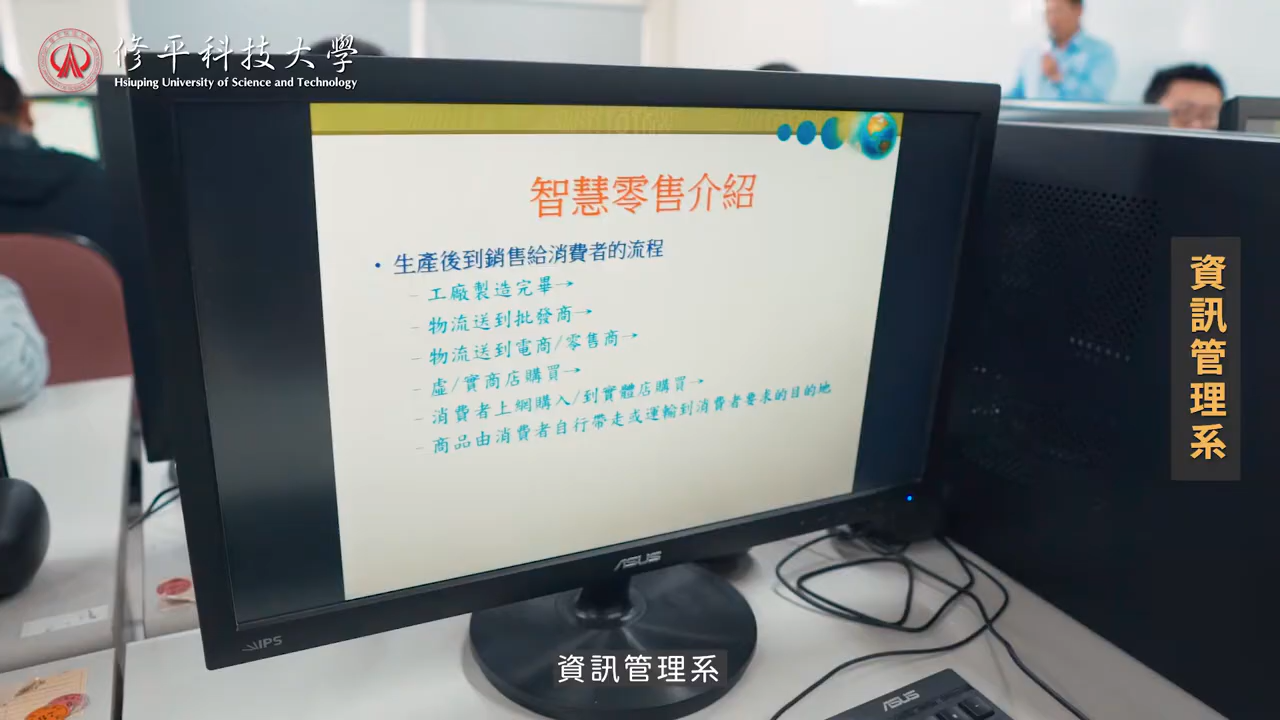 修平科技大學
Hsiuping University of Science and Technology
智慧零售介紹
• 生產後到銷售給消費者的流程
– 工廠製造完畢→
– 物流送到批發商→
– 物流送到電商/零售商→
– 虛/實商店購買→
– 消費者上網購入/到實體店購買→
– 商品由消費者自行帶走或運輸到消費者要求的目的地
資訊管理系
ASUS
IPS
資訊管理系
ASUS